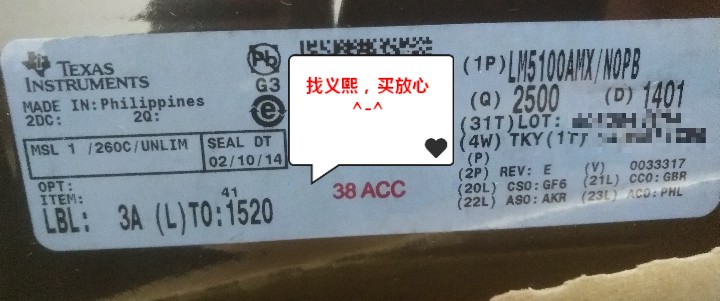 TEXAS
INSTRUMENTS
MADE IN: Philippines
2DC: 2Q:
Pb
G3
e
MSL 1 /260C/UNLIM
SEAL DT
02/10/14
OPT:
ITEM: 41
LBL: 3A (L)TO:1520
找义熙，买放心
^-^
38 ACC
(1P) LM5100AMX/NOPB
(Q) 2500 (D) 1401
(31T) LOT:
(4W) TKY (1T)
(P)
(2P) REV: E (V) 0033317
(20L) CSO: GF6 (21L) CCO: GBR
(22L) ASO: AKR (23L) ACO: PHL